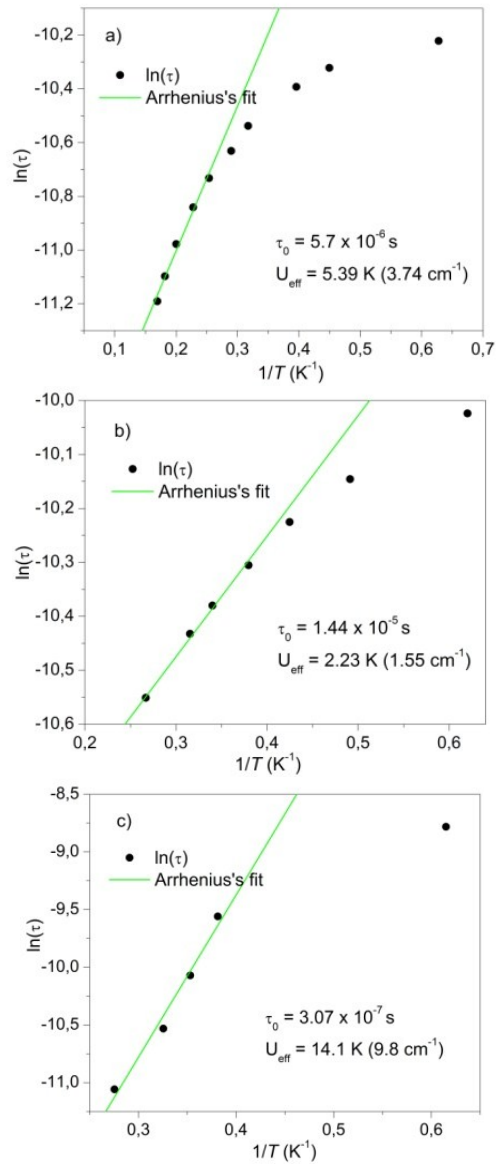 a)
-10,2
-10,4
-10,6
-10,8
-11,0
-11,2
ln(τ)
ln(τ)
Arrhenius's fit
τ0 = 5.7 x 10-6 s
Ueff = 5.39 K (3.74 cm-1)
0,1 0,2 0,3 0,4 0,5 0,6 0,7
1/T (K-1)
b)
-10,0
-10,1
-10,2
-10,3
-10,4
-10,5
-10,6
ln(τ)
ln(τ)
Arrhenius's fit
τ0 = 1.44 x 10-5 s
Ueff = 2.23 K (1.55 cm-1)
0,2 0,3 0,4 0,5 0,6
1/T (K-1)
c)
-8,5
-9,0
-9,5
-10,0
-10,5
-11,0
ln(τ)
ln(τ)
Arrhenius's fit
τ0 = 3.07 x 10-7 s
Ueff = 14.1 K (9.8 cm-1)
0,3 0,4 0,5 0,6
1/T (K-1)